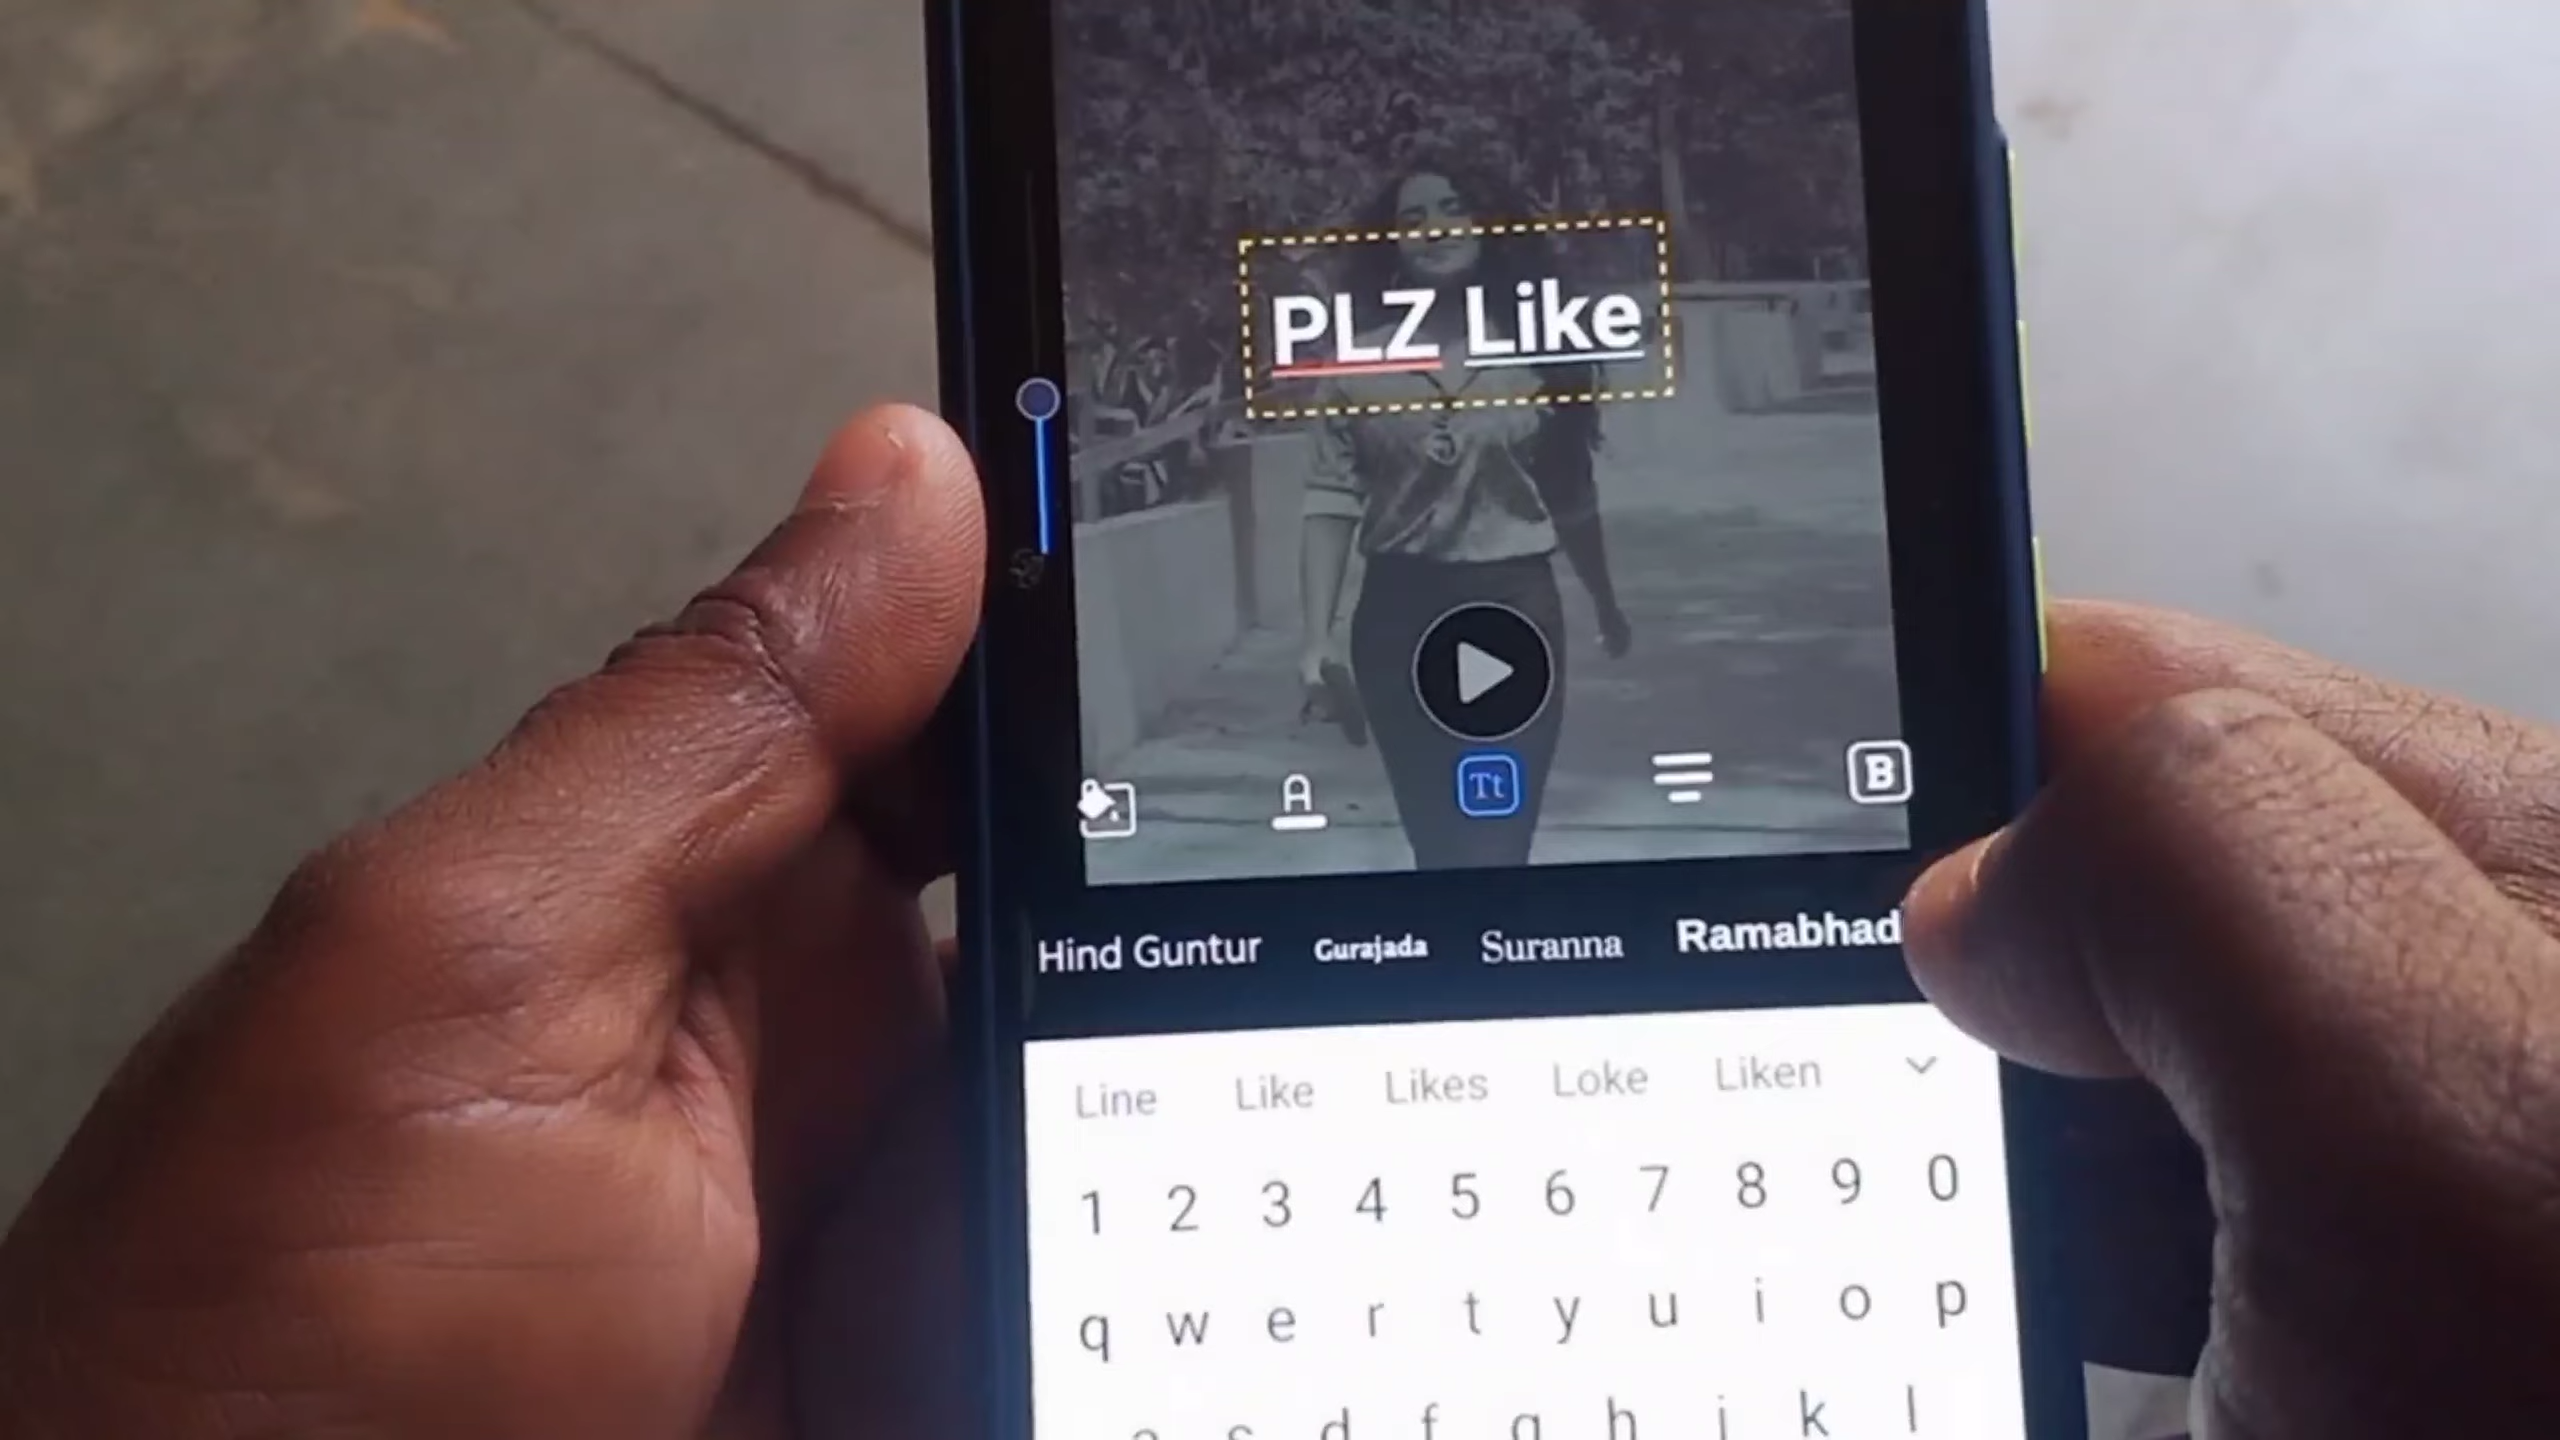 PLZ Like
A Tt B
Hind Guntur Gurajada Suranna Ramabhad
Line Like Likes Loke Liken
1 2 3 4 5 6 7 8 9 0
q w e r t y u i o p
a s d f g h j k l